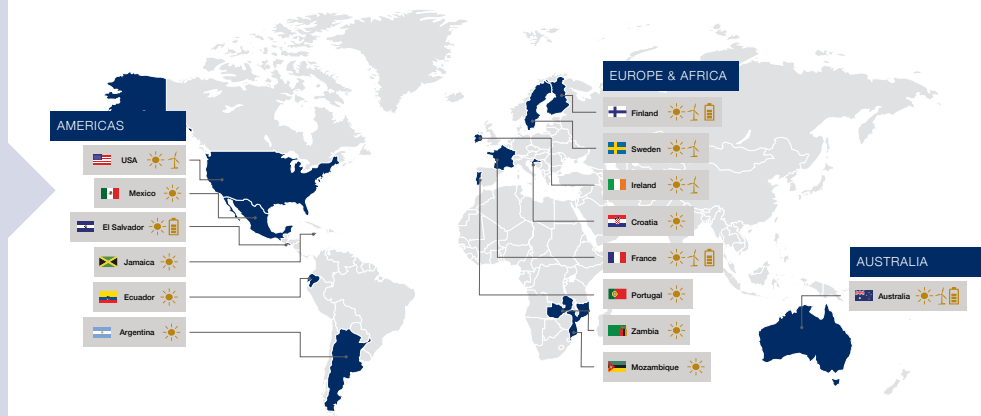 AMERICAS
USA
Mexico
El Salvador
Jamaica
Ecuador
Argentina
EUROPE & AFRICA
Finland
Sweden
Ireland
Croatia
France
Portugal
Zambia
Mozambique
AUSTRALIA
Australia